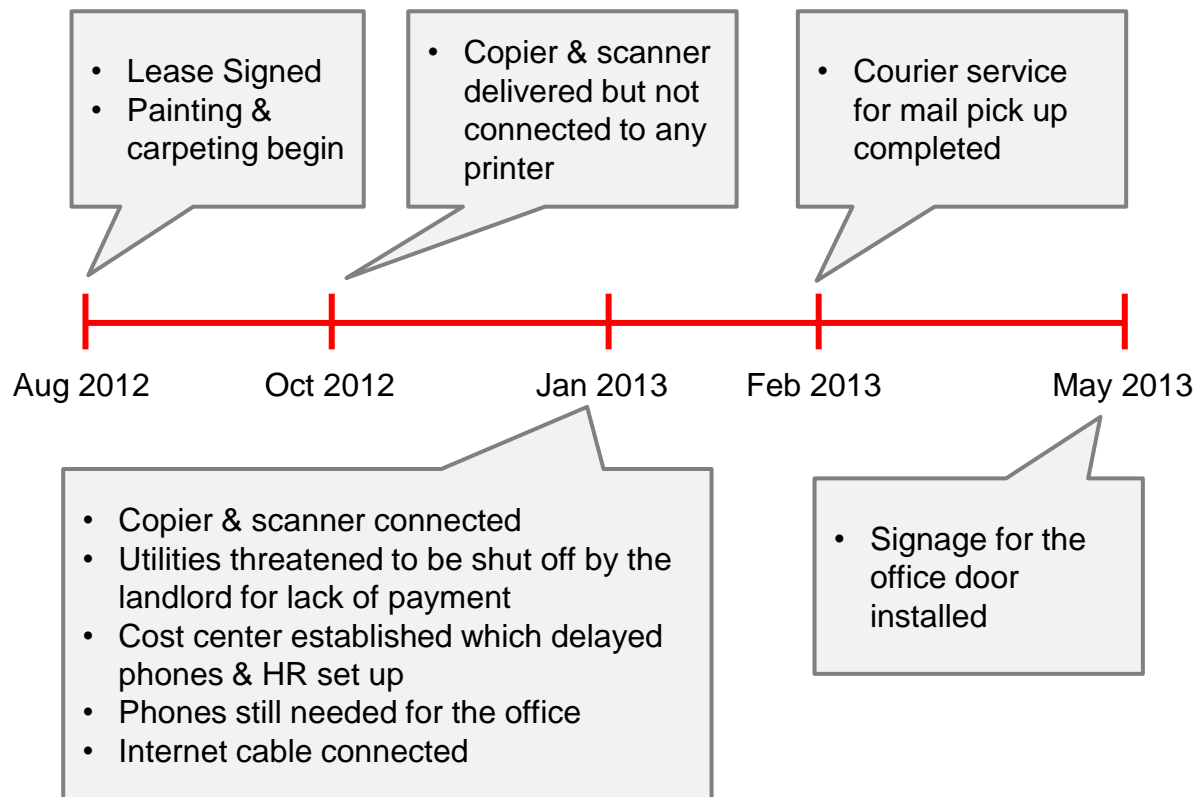 • Lease Signed
• Painting &
carpeting begin
• Copier & scanner
delivered but not
connected to any
printer
• Courier service
for mail pick up
completed
Aug 2012
Oct 2012
Jan 2013
Feb 2013
May 2013
• Copier & scanner connected
• Utilities threatened to be shut off by the
landlord for lack of payment
• Cost center established which delayed
phones & HR set up
• Phones still needed for the office
• Internet cable connected
• Signage for the
office door
installed